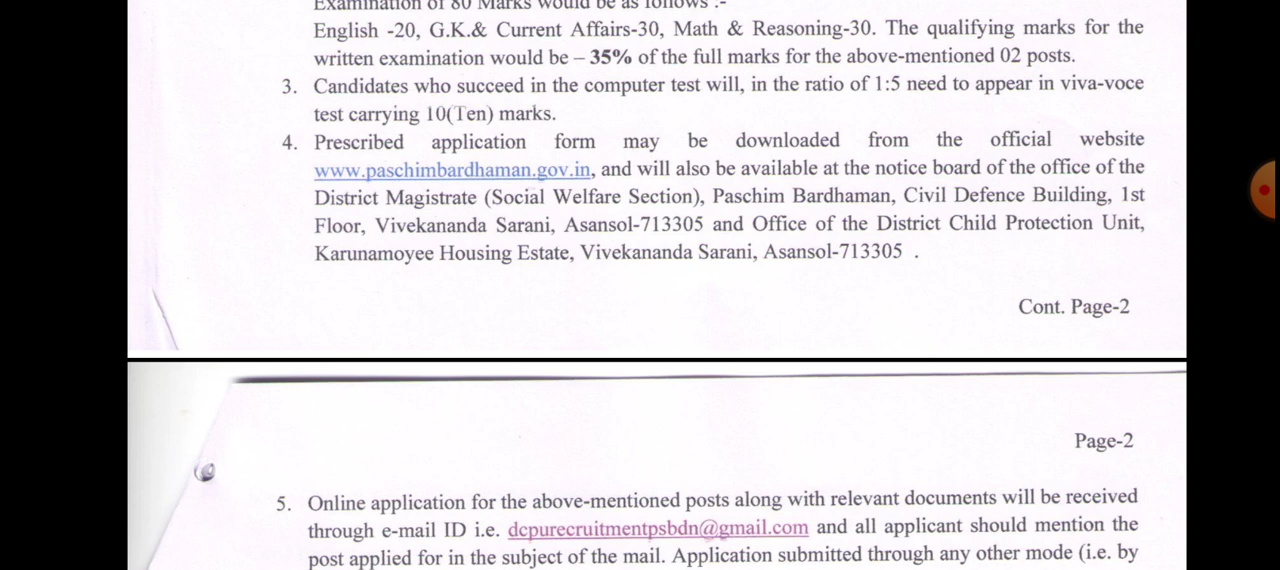 Examination of 80 Marks would be as follows :-
English -20, G.K.& Current Affairs-30, Math & Reasoning-30. The qualifying marks for the
written examination would be – 35% of the full marks for the above-mentioned 02 posts.
3. Candidates who succeed in the computer test will, in the ratio of 1:5 need to appear in viva-voce
test carrying 10(Ten) marks.
4. Prescribed application form may be downloaded from the official website
www.paschimbardhaman.gov.in, and will also be available at the notice board of the office of the
District Magistrate (Social Welfare Section), Paschim Bardhaman, Civil Defence Building, 1st
Floor, Vivekananda Sarani, Asansol-713305 and Office of the District Child Protection Unit,
Karunamoyee Housing Estate, Vivekananda Sarani, Asansol-713305 .
Cont. Page-2
Page-2
5. Online application for the above-mentioned posts along with relevant documents will be received
through e-mail ID i.e. dcpurecruitmentpsbdn@gmail.com and all applicant should mention the
post applied for in the subject of the mail. Application submitted through any other mode (i.e. by